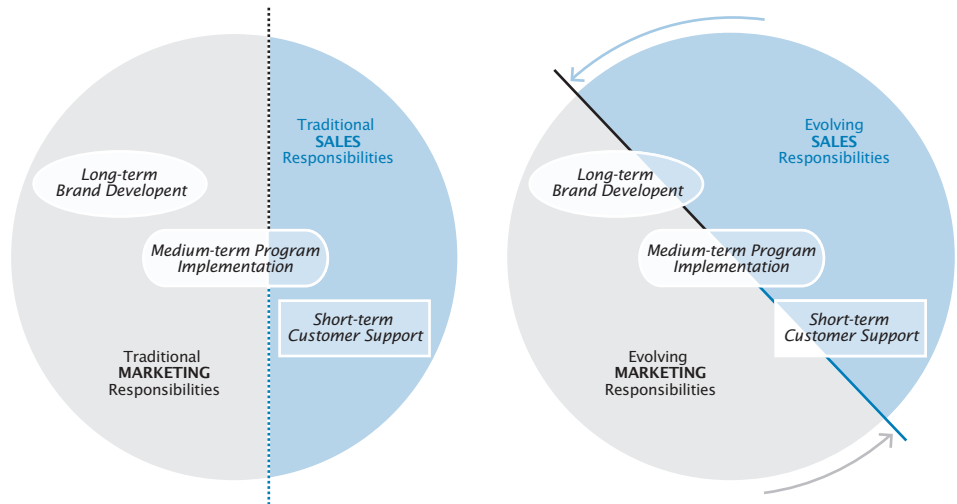 Traditional
SALES
Responsibilities
Long-term
Brand Developent
Medium-term Program
Implementation
Short-term
Customer Support
Traditional
MARKETING
Responsibilities
Evolving
SALES
Responsibilities
Long-term
Brand Developent
Medium-term Program
Implementation
Short-term
Customer Support
Evolving
MARKETING
Responsibilities